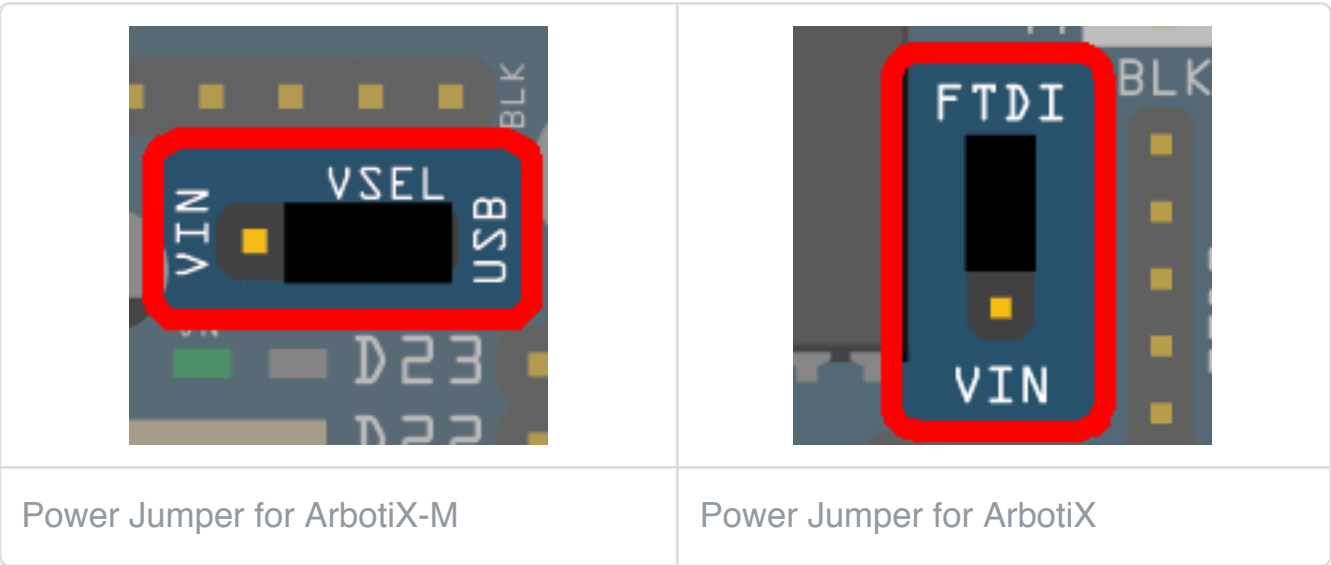 BLK
VSEL
VIN
USB
D23
D22
BLK
FTDI
VIN
Power Jumper for ArbotiX-M
Power Jumper for ArbotiX